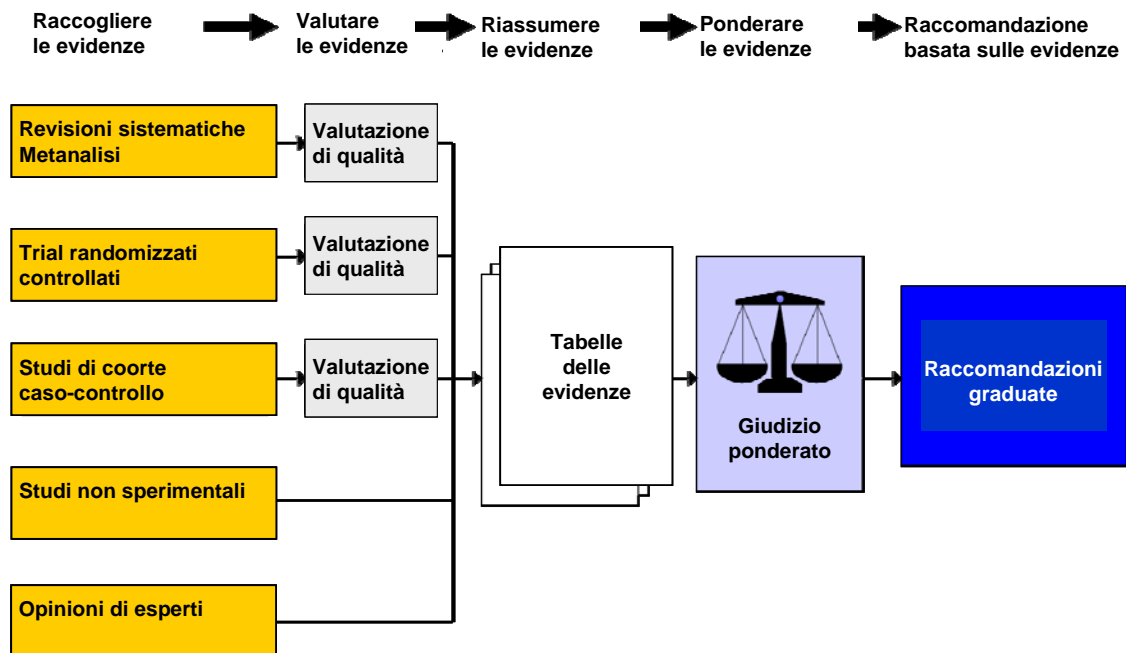 Raccogliere
le evidenze
Valutare
le evidenze
Riassumere
le evidenze
Ponderare
le evidenze
Raccomandazione
basata sulle evidenze
Revisioni sistematiche
Metanalisi
Valutazione
di qualità
Trial randomizzati
controllati
Valutazione
di qualità
Studi di coorte
caso-controllo
Valutazione
di qualità
Studi non sperimentali
Opinioni di esperti
Tabelle
delle
evidenze
Giudizio
ponderato
Raccomandazioni
graduate